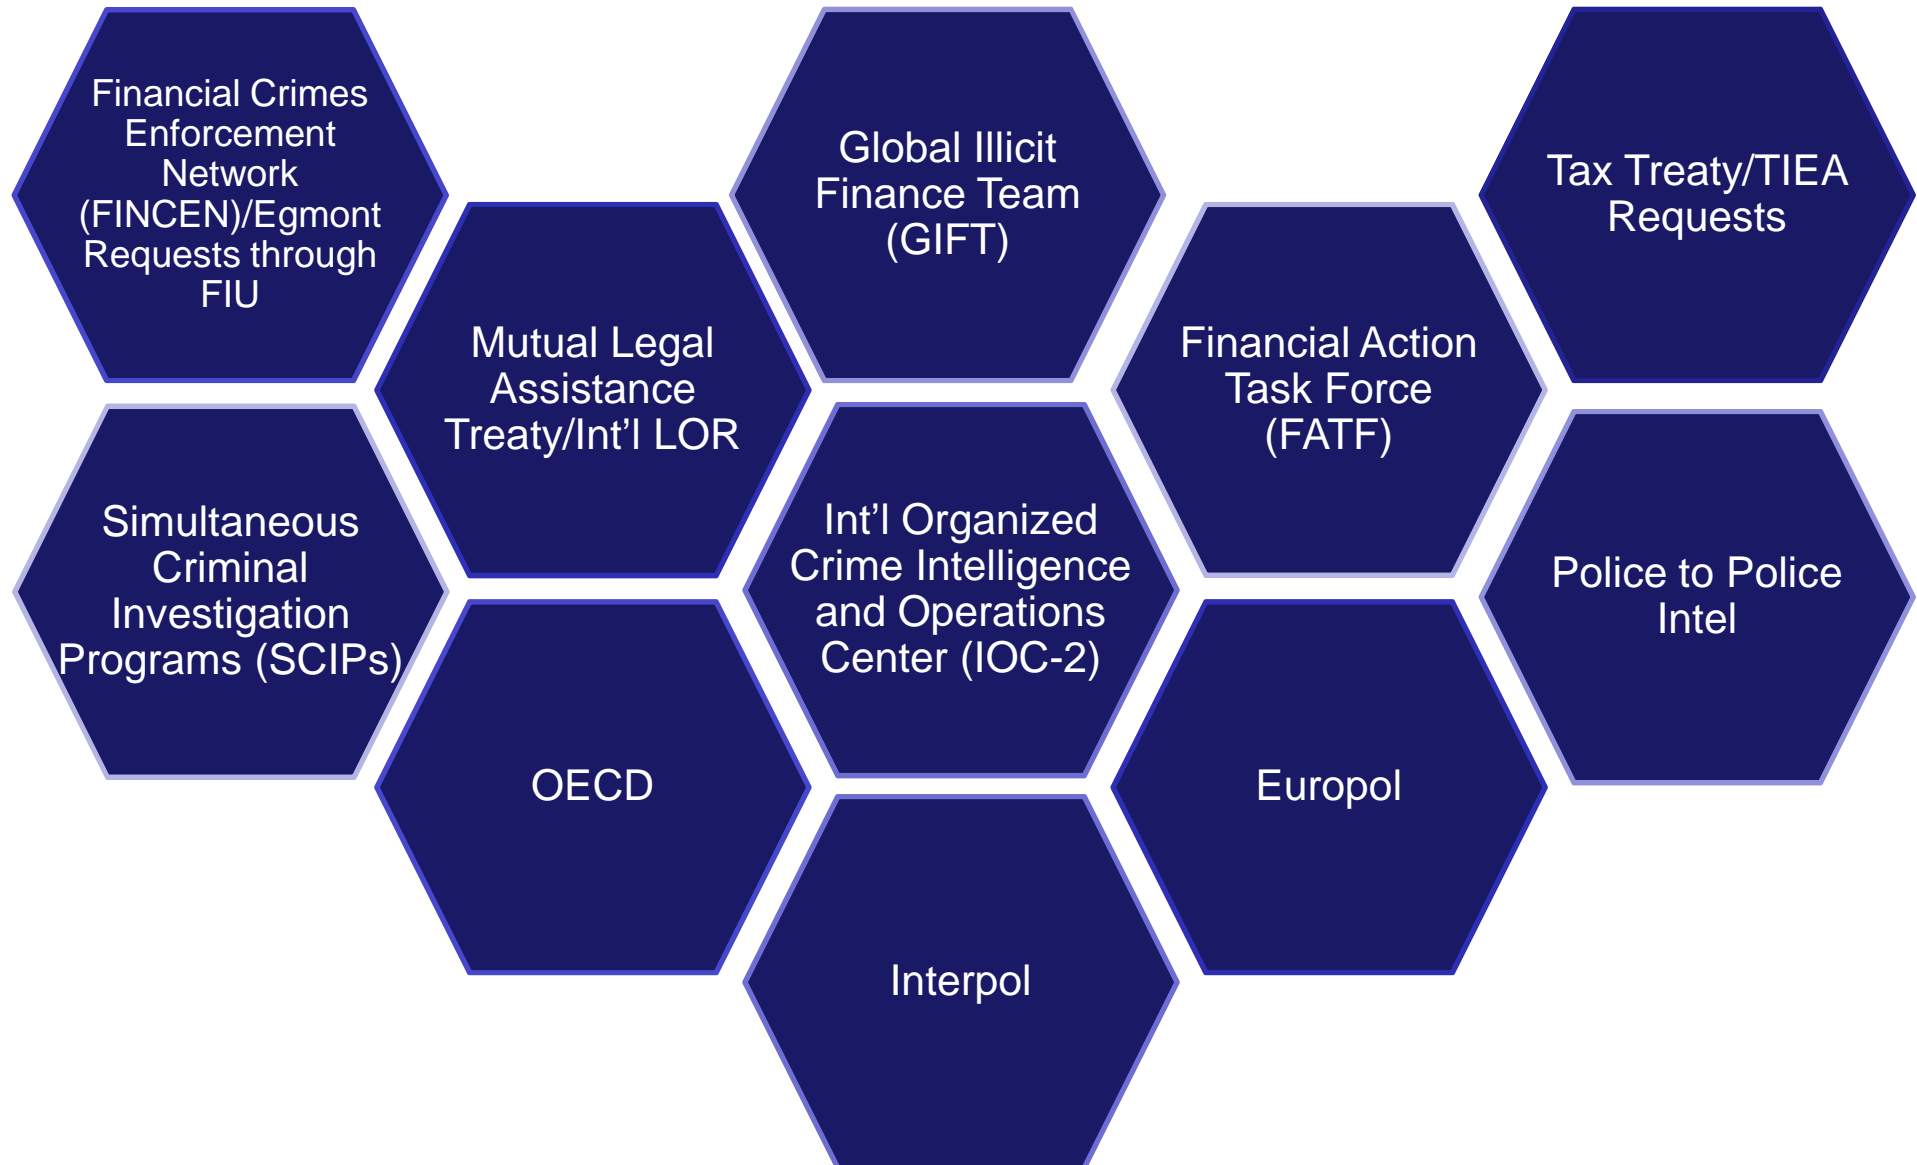 Financial Crimes
Enforcement
Network
(FINCEN)/Egmont
Requests through
FIU
Global Illicit
Finance Team
(GIFT)
Tax Treaty/TIEA
Requests
Mutual Legal
Assistance
Treaty/Int’l LOR
Financial Action
Task Force
(FATF)
Simultaneous
Criminal
Investigation
Programs (SCIPs)
Int’l Organized
Crime Intelligence
and Operations
Center (IOC-2)
Police to Police
Intel
OECD
Europol
Interpol